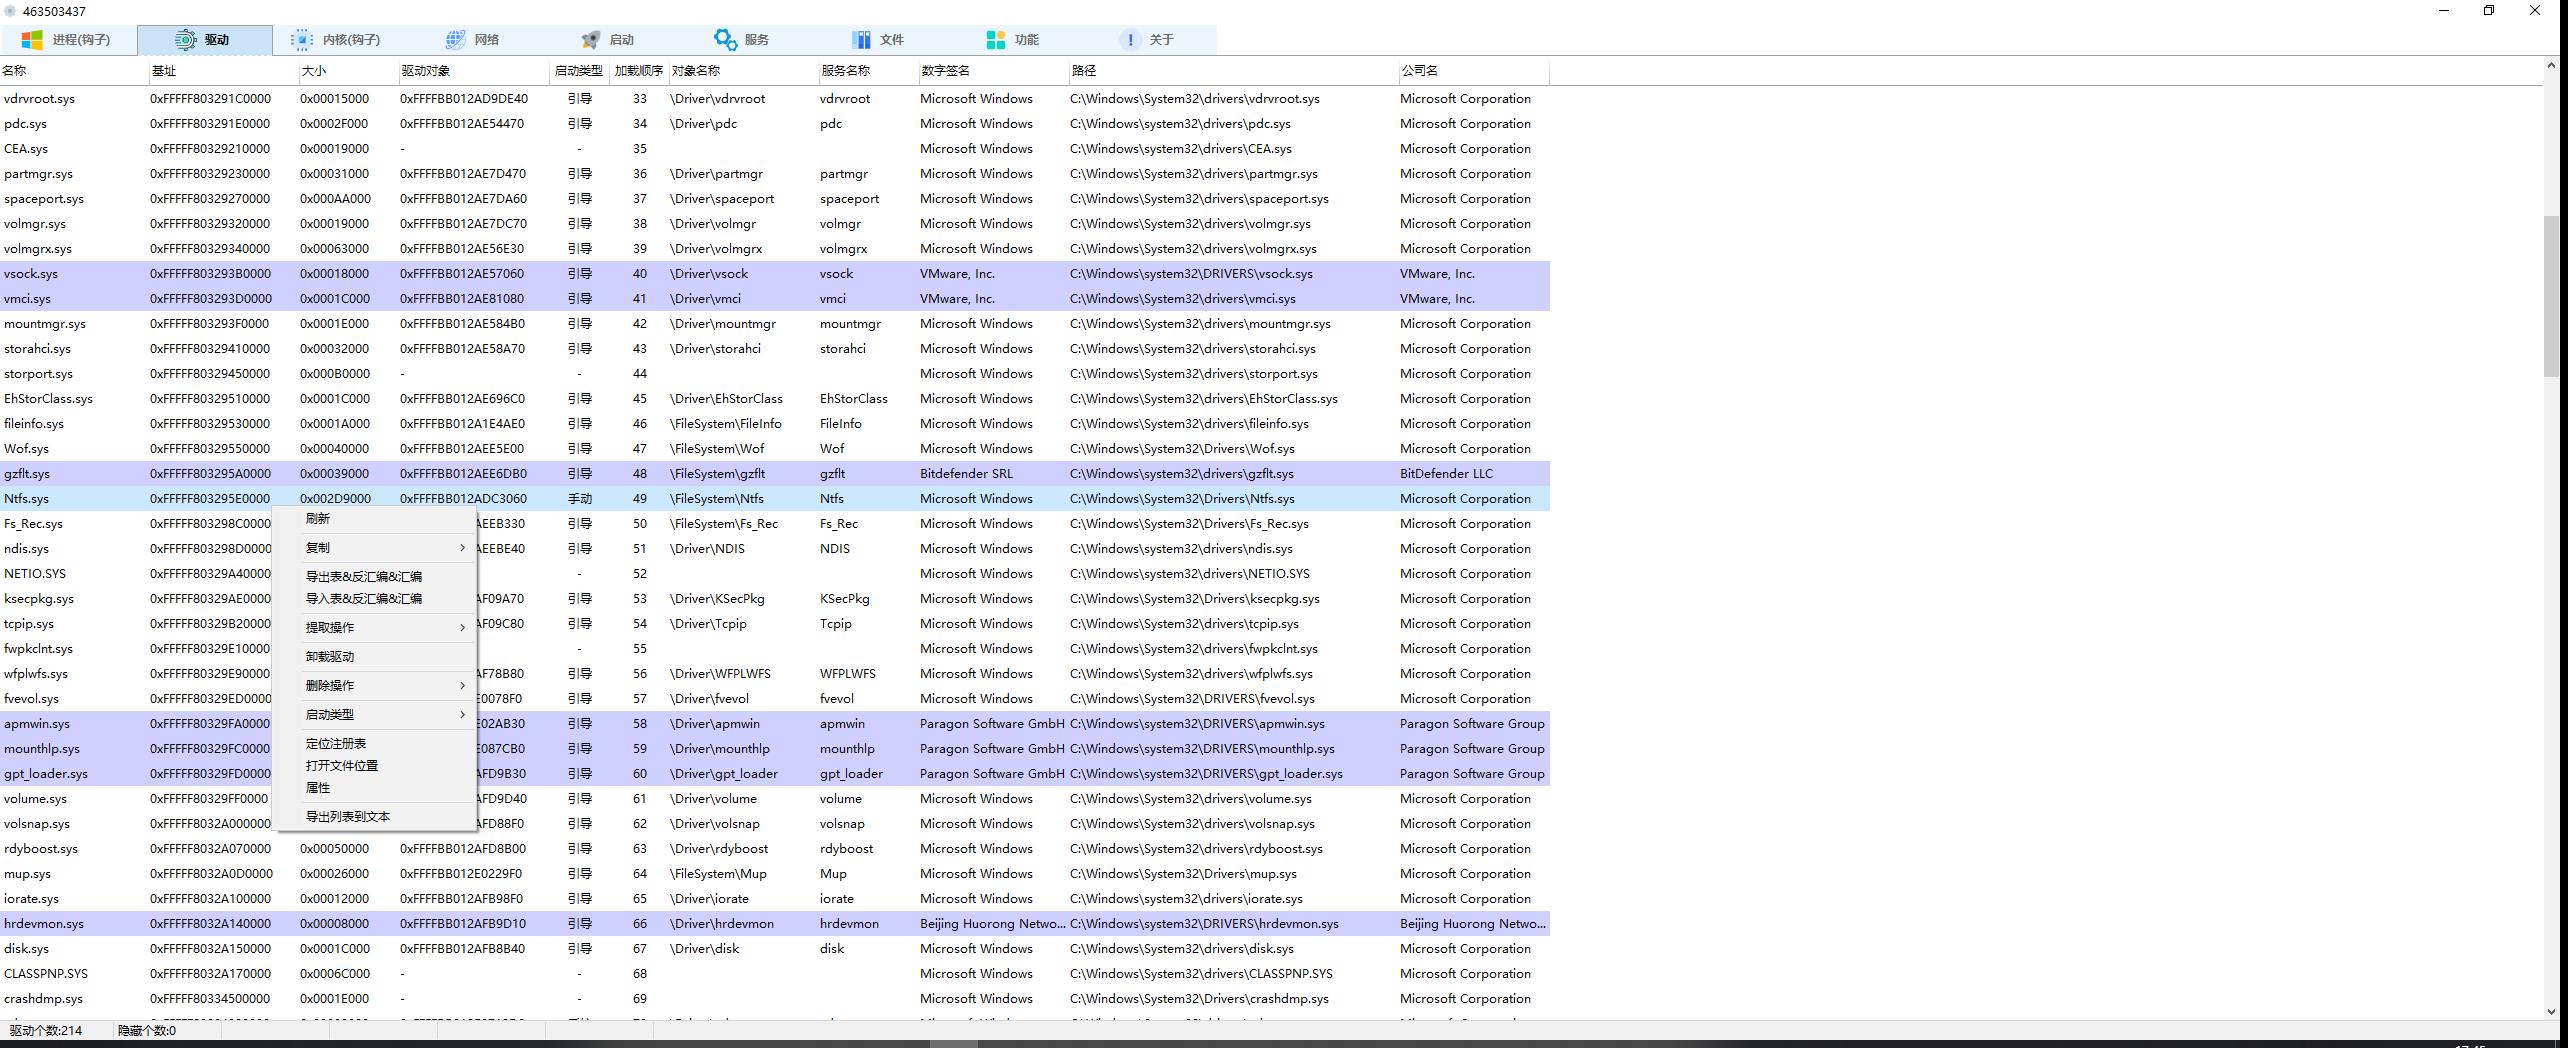 463503437
进程(钩子) 驱动 内核(钩子) 网络 启动 服务 文件 功能 关于
名称 基址 大小 驱动对象 启动类型 加载顺序 对象名称 服务名称 数字签名 路径 公司名
vdrvroot.sys 0xFFFFF803291C0000 0x00015000 0xFFFFBB012AD9DE40 引导 33 \Driver\vdrvroot vdrvroot Microsoft Windows C:\Windows\System32\drivers\vdrvroot.sys Microsoft Corporation
pdc.sys 0xFFFFF803291E0000 0x0002F000 0xFFFFBB012AE54470 引导 34 \Driver\pdc pdc Microsoft Windows C:\Windows\system32\drivers\pdc.sys Microsoft Corporation
CEA.sys 0xFFFFF80329210000 0x00019000 - - 35 Microsoft Windows C:\Windows\system32\drivers\CEA.sys Microsoft Corporation
partmgr.sys 0xFFFFF80329230000 0x00031000 0xFFFFBB012AE7D470 引导 36 \Driver\partmgr partmgr Microsoft Windows C:\Windows\System32\drivers\partmgr.sys Microsoft Corporation
spaceport.sys 0xFFFFF80329270000 0x000AA000 0xFFFFBB012AE7DA60 引导 37 \Driver\spaceport spaceport Microsoft Windows C:\Windows\System32\drivers\spaceport.sys Microsoft Corporation
volmgr.sys 0xFFFFF80329320000 0x00019000 0xFFFFBB012AE7DC70 引导 38 \Driver\volmgr volmgr Microsoft Windows C:\Windows\System32\drivers\volmgr.sys Microsoft Corporation
volmgrx.sys 0xFFFFF80329340000 0x00063000 0xFFFFBB012AE56E30 引导 39 \Driver\volmgrx volmgrx Microsoft Windows C:\Windows\System32\drivers\volmgrx.sys Microsoft Corporation
vsock.sys 0xFFFFF803293B0000 0x00018000 0xFFFFBB012AE57060 引导 40 \Driver\vsock vsock VMware, Inc. C:\Windows\system32\DRIVERS\vsock.sys VMware, Inc.
vmci.sys 0xFFFFF803293D0000 0x0001C000 0xFFFFBB012AE81080 引导 41 \Driver\vmci vmci VMware, Inc. C:\Windows\System32\drivers\vmci.sys VMware, Inc.
mountmgr.sys 0xFFFFF803293F0000 0x0001E000 0xFFFFBB012AE584B0 引导 42 \Driver\mountmgr mountmgr Microsoft Windows C:\Windows\System32\drivers\mountmgr.sys Microsoft Corporation
storahci.sys 0xFFFFF80329410000 0x00032000 0xFFFFBB012AE58A70 引导 43 \Driver\storahci storahci Microsoft Windows C:\Windows\System32\drivers\storahci.sys Microsoft Corporation
storport.sys 0xFFFFF80329450000 0x000B0000 - - 44 Microsoft Windows C:\Windows\System32\drivers\storport.sys Microsoft Corporation
EhStorClass.sys 0xFFFFF80329510000 0x0001C000 0xFFFFBB012AE696C0 引导 45 \Driver\EhStorClass EhStorClass Microsoft Windows C:\Windows\System32\drivers\EhStorClass.sys Microsoft Corporation
fileinfo.sys 0xFFFFF80329530000 0x0001A000 0xFFFFBB012A1E4AE0 引导 46 \FileSystem\FileInfo FileInfo Microsoft Windows C:\Windows\System32\drivers\fileinfo.sys Microsoft Corporation
Wof.sys 0xFFFFF80329550000 0x00040000 0xFFFFBB012AEE5E00 引导 47 \FileSystem\Wof Wof Microsoft Windows C:\Windows\System32\Drivers\Wof.sys Microsoft Corporation
gzflt.sys 0xFFFFF803295A0000 0x00039000 0xFFFFBB012AEE6DB0 引导 48 \FileSystem\gzflt gzflt Bitdefender SRL C:\Windows\system32\drivers\gzflt.sys BitDefender LLC
Ntfs.sys 0xFFFFF803295E0000 0x002D9000 0xFFFFBB012ADC3060 手动 49 \FileSystem\Ntfs Ntfs Microsoft Windows C:\Windows\System32\Drivers\Ntfs.sys Microsoft Corporation
Fs_Rec.sys 0xFFFFF803298C0000 AEEB330 引导 50 \FileSystem\Fs_Rec Fs_Rec Microsoft Windows C:\Windows\System32\Drivers\Fs_Rec.sys Microsoft Corporation
ndis.sys 0xFFFFF803298D0000 AEEBE40 引导 51 \Driver\NDIS NDIS Microsoft Windows C:\Windows\system32\drivers\ndis.sys Microsoft Corporation
NETIO.SYS 0xFFFFF80329A40000 - 52 Microsoft Windows C:\Windows\system32\drivers\NETIO.SYS Microsoft Corporation
ksecpkg.sys 0xFFFFF80329AE0000 AF09A70 引导 53 \Driver\KSecPkg KSecPkg Microsoft Windows C:\Windows\System32\Drivers\ksecpkg.sys Microsoft Corporation
tcpip.sys 0xFFFFF80329B20000 AF09C80 引导 54 \Driver\Tcpip Tcpip Microsoft Windows C:\Windows\System32\drivers\tcpip.sys Microsoft Corporation
fwpkclnt.sys 0xFFFFF80329E10000 - 55 Microsoft Windows C:\Windows\System32\drivers\fwpkclnt.sys Microsoft Corporation
wfplwfs.sys 0xFFFFF80329E90000 AF78B80 引导 56 \Driver\WFPLWFS WFPLWFS Microsoft Windows C:\Windows\System32\drivers\wfplwfs.sys Microsoft Corporation
fvevol.sys 0xFFFFF80329ED0000 E0078F0 引导 57 \Driver\fvevol fvevol Microsoft Windows C:\Windows\System32\DRIVERS\fvevol.sys Microsoft Corporation
apmwin.sys 0xFFFFF80329FA0000 E02AB30 引导 58 \Driver\apmwin apmwin Paragon Software GmbH C:\Windows\system32\DRIVERS\apmwin.sys Paragon Software Group
mounthlp.sys 0xFFFFF80329FC0000 E087CB0 引导 59 \Driver\mounthlp mounthlp Paragon Software GmbH C:\Windows\system32\DRIVERS\mounthlp.sys Paragon Software Group
gpt_loader.sys 0xFFFFF80329FD0000 AFD9B30 引导 60 \Driver\gpt_loader gpt_loader Paragon Software GmbH C:\Windows\system32\DRIVERS\gpt_loader.sys Paragon Software Group
volume.sys 0xFFFFF80329FF0000 AFD9D40 引导 61 \Driver\volume volume Microsoft Windows C:\Windows\System32\drivers\volume.sys Microsoft Corporation
volsnap.sys 0xFFFFF8032A000000 AFD88F0 引导 62 \Driver\volsnap volsnap Microsoft Windows C:\Windows\System32\drivers\volsnap.sys Microsoft Corporation
rdyboost.sys 0xFFFFF8032A070000 0x00050000 0xFFFFBB012AFD8B00 引导 63 \Driver\rdyboost rdyboost Microsoft Windows C:\Windows\System32\drivers\rdyboost.sys Microsoft Corporation
mup.sys 0xFFFFF8032A0D0000 0x00026000 0xFFFFBB012E0229F0 引导 64 \FileSystem\Mup Mup Microsoft Windows C:\Windows\System32\Drivers\mup.sys Microsoft Corporation
iorate.sys 0xFFFFF8032A100000 0x00012000 0xFFFFBB012AFB98F0 引导 65 \Driver\iorate iorate Microsoft Windows C:\Windows\system32\drivers\iorate.sys Microsoft Corporation
hrdevmon.sys 0xFFFFF8032A140000 0x00008000 0xFFFFBB012AFB9D10 引导 66 \Driver\hrdevmon hrdevmon Beijing Huorong Netwo... C:\Windows\system32\DRIVERS\hrdevmon.sys Beijing Huorong Netwo...
disk.sys 0xFFFFF8032A150000 0x0001C000 0xFFFFBB012AFB8B40 引导 67 \Driver\disk disk Microsoft Windows C:\Windows\System32\drivers\disk.sys Microsoft Corporation
CLASSPNP.SYS 0xFFFFF8032A170000 0x0006C000 - - 68 Microsoft Windows C:\Windows\System32\drivers\CLASSPNP.SYS Microsoft Corporation
crashdmp.sys 0xFFFFF80334500000 0x0001E000 - - 69 Microsoft Windows C:\Windows\System32\Drivers\crashdmp.sys Microsoft Corporation
刷新
复制
导出表&反汇编&汇编
导入表&反汇编&汇编
提取操作
卸载驱动
删除操作
启动类型
定位注册表
打开文件位置
属性
导出列表到文本
驱动个数:214 隐藏个数:0